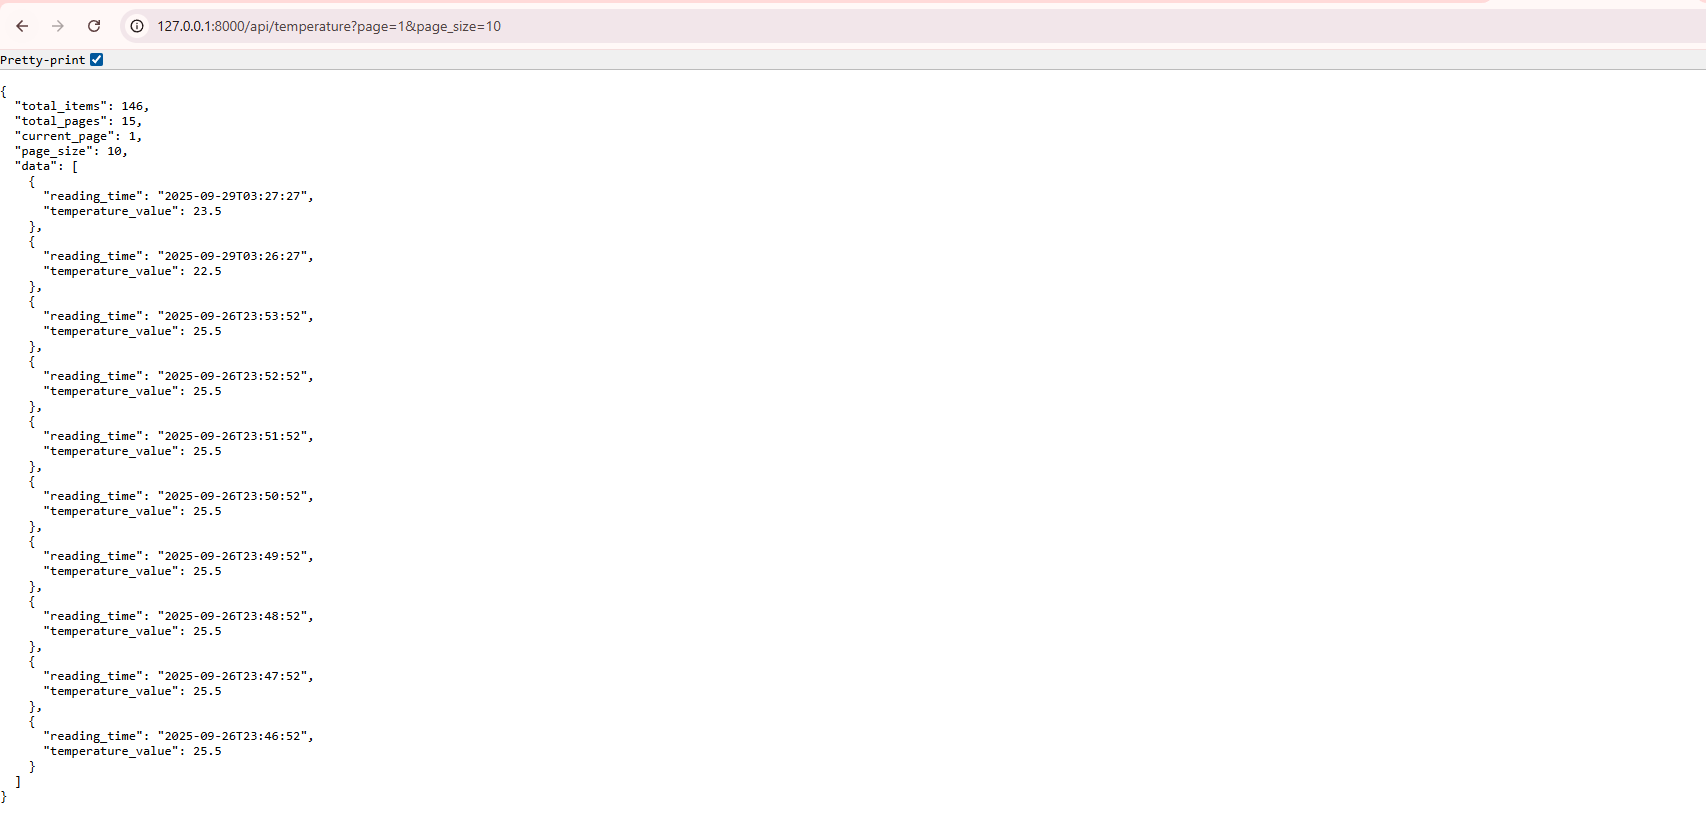 127.0.0.1:8000/api/temperature?page=1&page_size=10
Pretty-print
{
  "total_items": 146,
  "total_pages": 15,
  "current_page": 1,
  "page_size": 10,
  "data": [
    {
      "reading_time": "2025-09-29T03:27:27",
      "temperature_value": 23.5
    },
    {
      "reading_time": "2025-09-29T03:26:27",
      "temperature_value": 22.5
    },
    {
      "reading_time": "2025-09-26T23:53:52",
      "temperature_value": 25.5
    },
    {
      "reading_time": "2025-09-26T23:52:52",
      "temperature_value": 25.5
    },
    {
      "reading_time": "2025-09-26T23:51:52",
      "temperature_value": 25.5
    },
    {
      "reading_time": "2025-09-26T23:50:52",
      "temperature_value": 25.5
    },
    {
      "reading_time": "2025-09-26T23:49:52",
      "temperature_value": 25.5
    },
    {
      "reading_time": "2025-09-26T23:48:52",
      "temperature_value": 25.5
    },
    {
      "reading_time": "2025-09-26T23:47:52",
      "temperature_value": 25.5
    },
    {
      "reading_time": "2025-09-26T23:46:52",
      "temperature_value": 25.5
    }
  ]
}